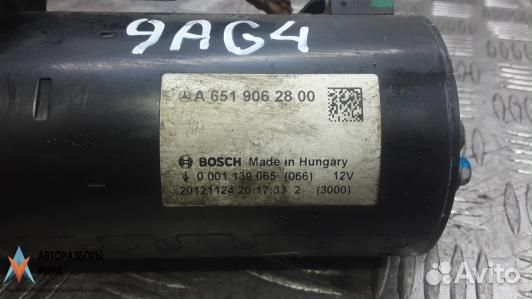 9AG4
A 651 906 28 00
BOSCH Made in Hungary
0 001 139 065 (066) 12V
20121124 20:17:33 2 (3000)
АВТОРАЗБОРЫ
МИРА
Avito